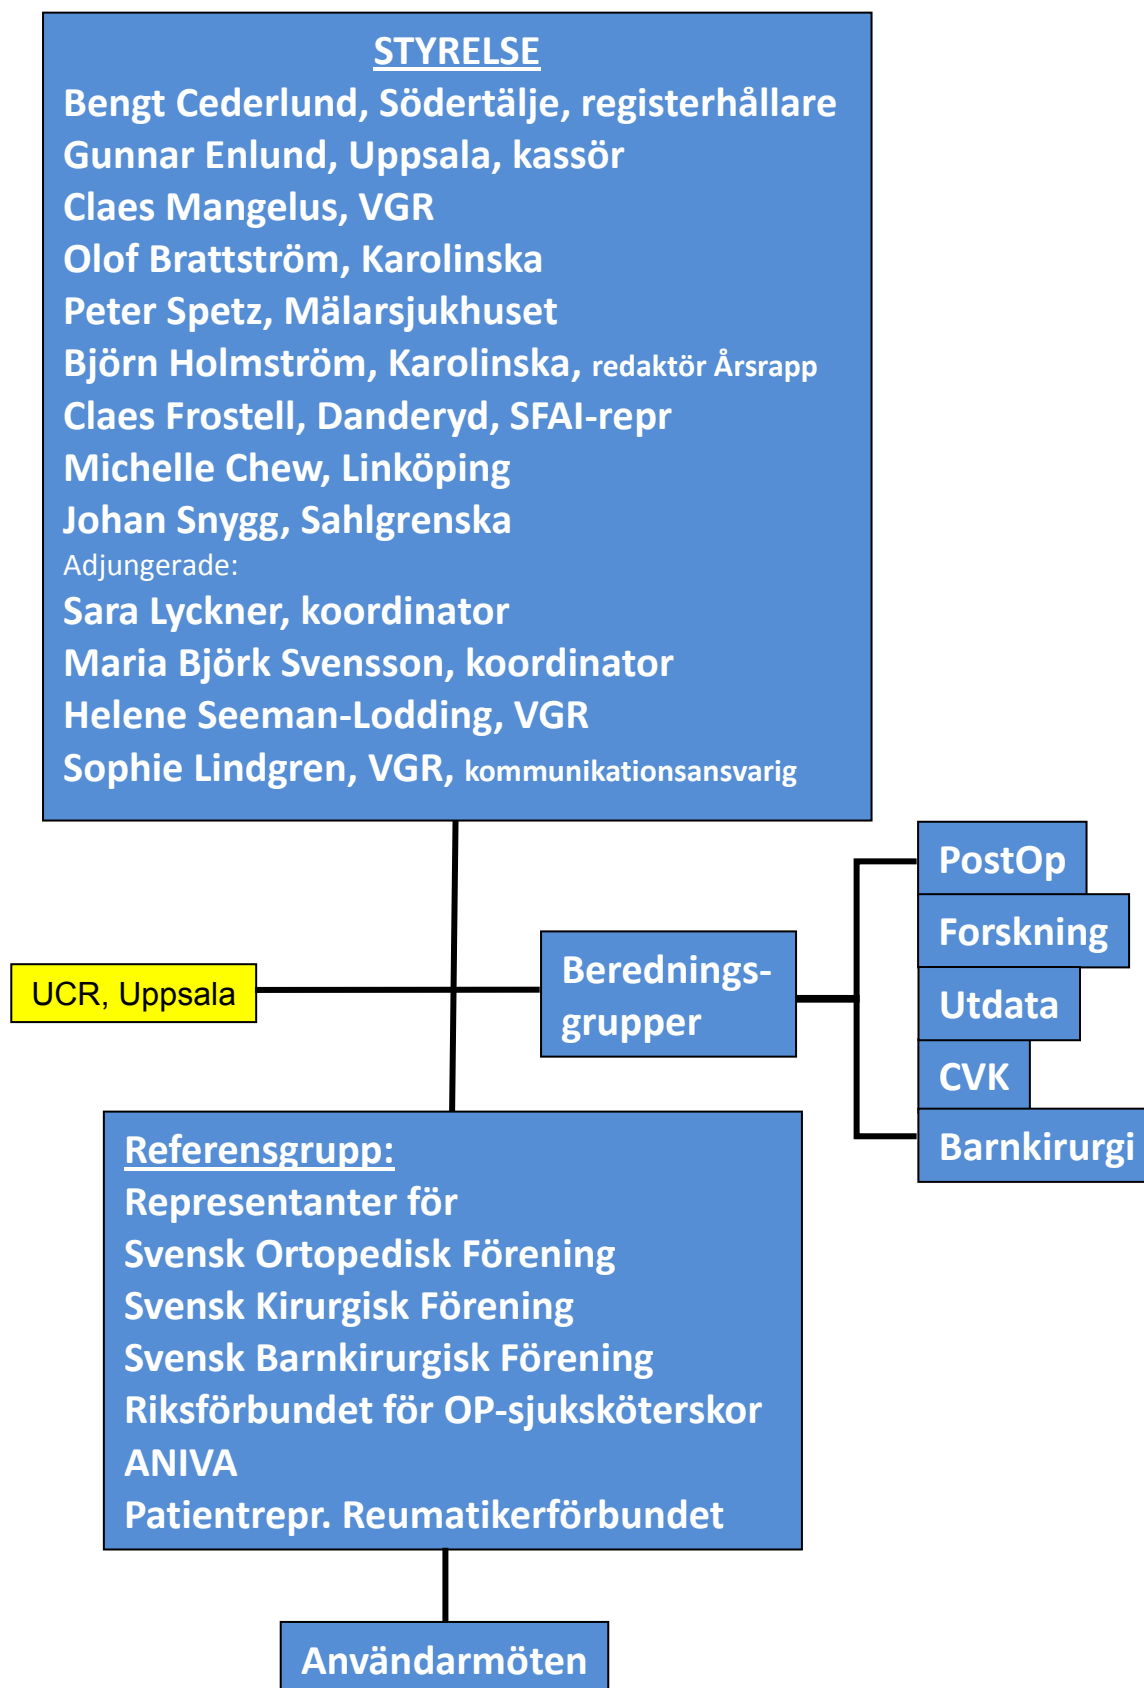 STYRELSE
Bengt Cederlund, Södertälje, registerhållare
Gunnar Enlund, Uppsala, kassör
Claes Mangelus, VGR
Olof Brattström, Karolinska
Peter Spetz, Mälarsjukhuset
Björn Holmström, Karolinska, redaktör Årsrapp
Claes Frostell, Danderyd, SFAI-repr
Michelle Chew, Linköping
Johan Snygg, Sahlgrenska
Adjungerade:
Sara Lyckner, koordinator
Maria Björk Svensson, koordinator
Helene Seeman-Lodding, VGR
Sophie Lindgren, VGR, kommunikationsansvarig
UCR, Uppsala
Berednings-
grupper
PostOp
Forskning
Utdata
CVK
Barnkirurgi
Referensgrupp:
Representanter för
Svensk Ortopedisk Förening
Svensk Kirurgisk Förening
Svensk Barnkirurgisk Förening
Riksförbundet för OP-sjuksköterskor
ANIVA
Patientrepr. Reumatikerförbundet
Användarmöten